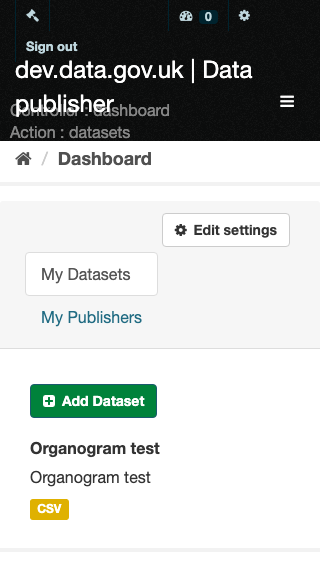 0
Sign out
dev.data.gov.uk | Data
publisher
Controller : dashboard
Action : datasets
/ Dashboard
Edit settings
My Datasets
My Publishers
Add Dataset
Organogram test
Organogram test
CSV